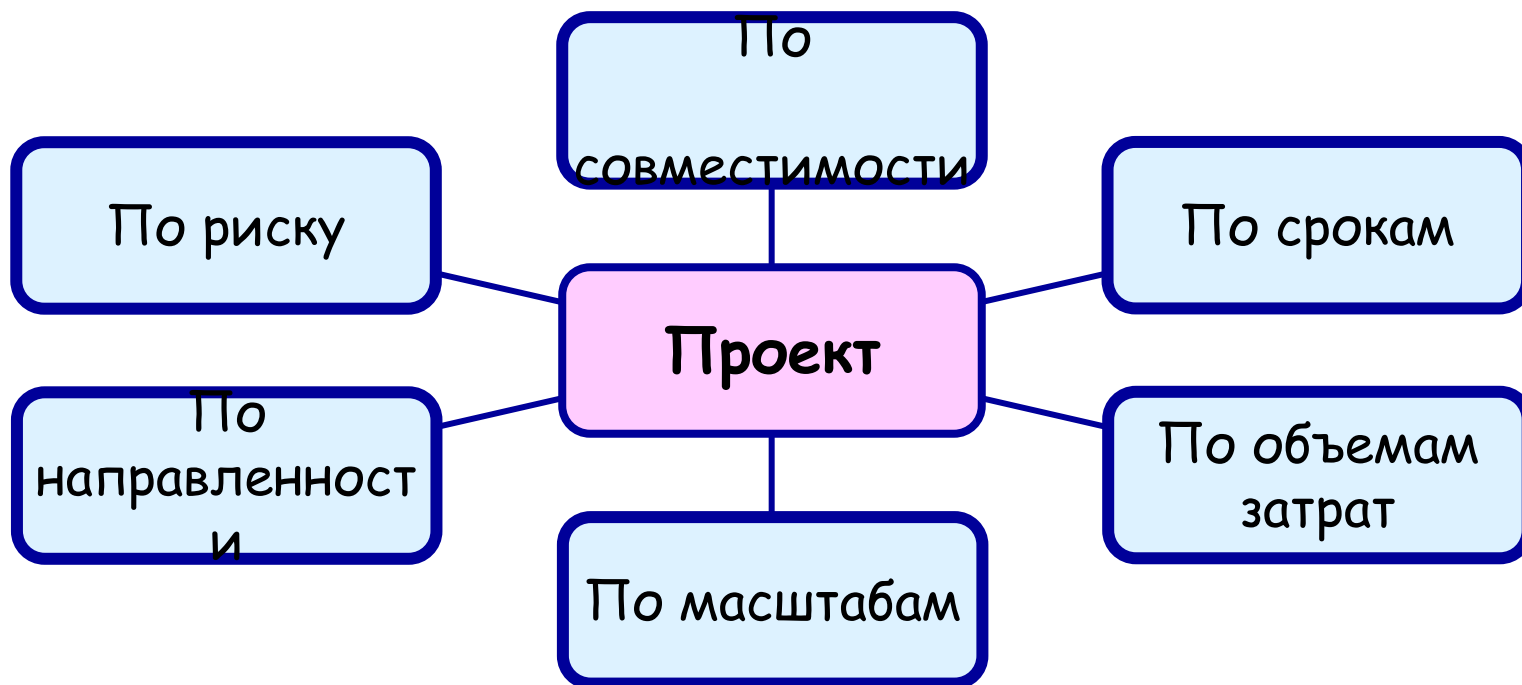 По
совместимости
По риску
По срокам
Проект
По
направленност
и
По объемам
затрат
По масштабам